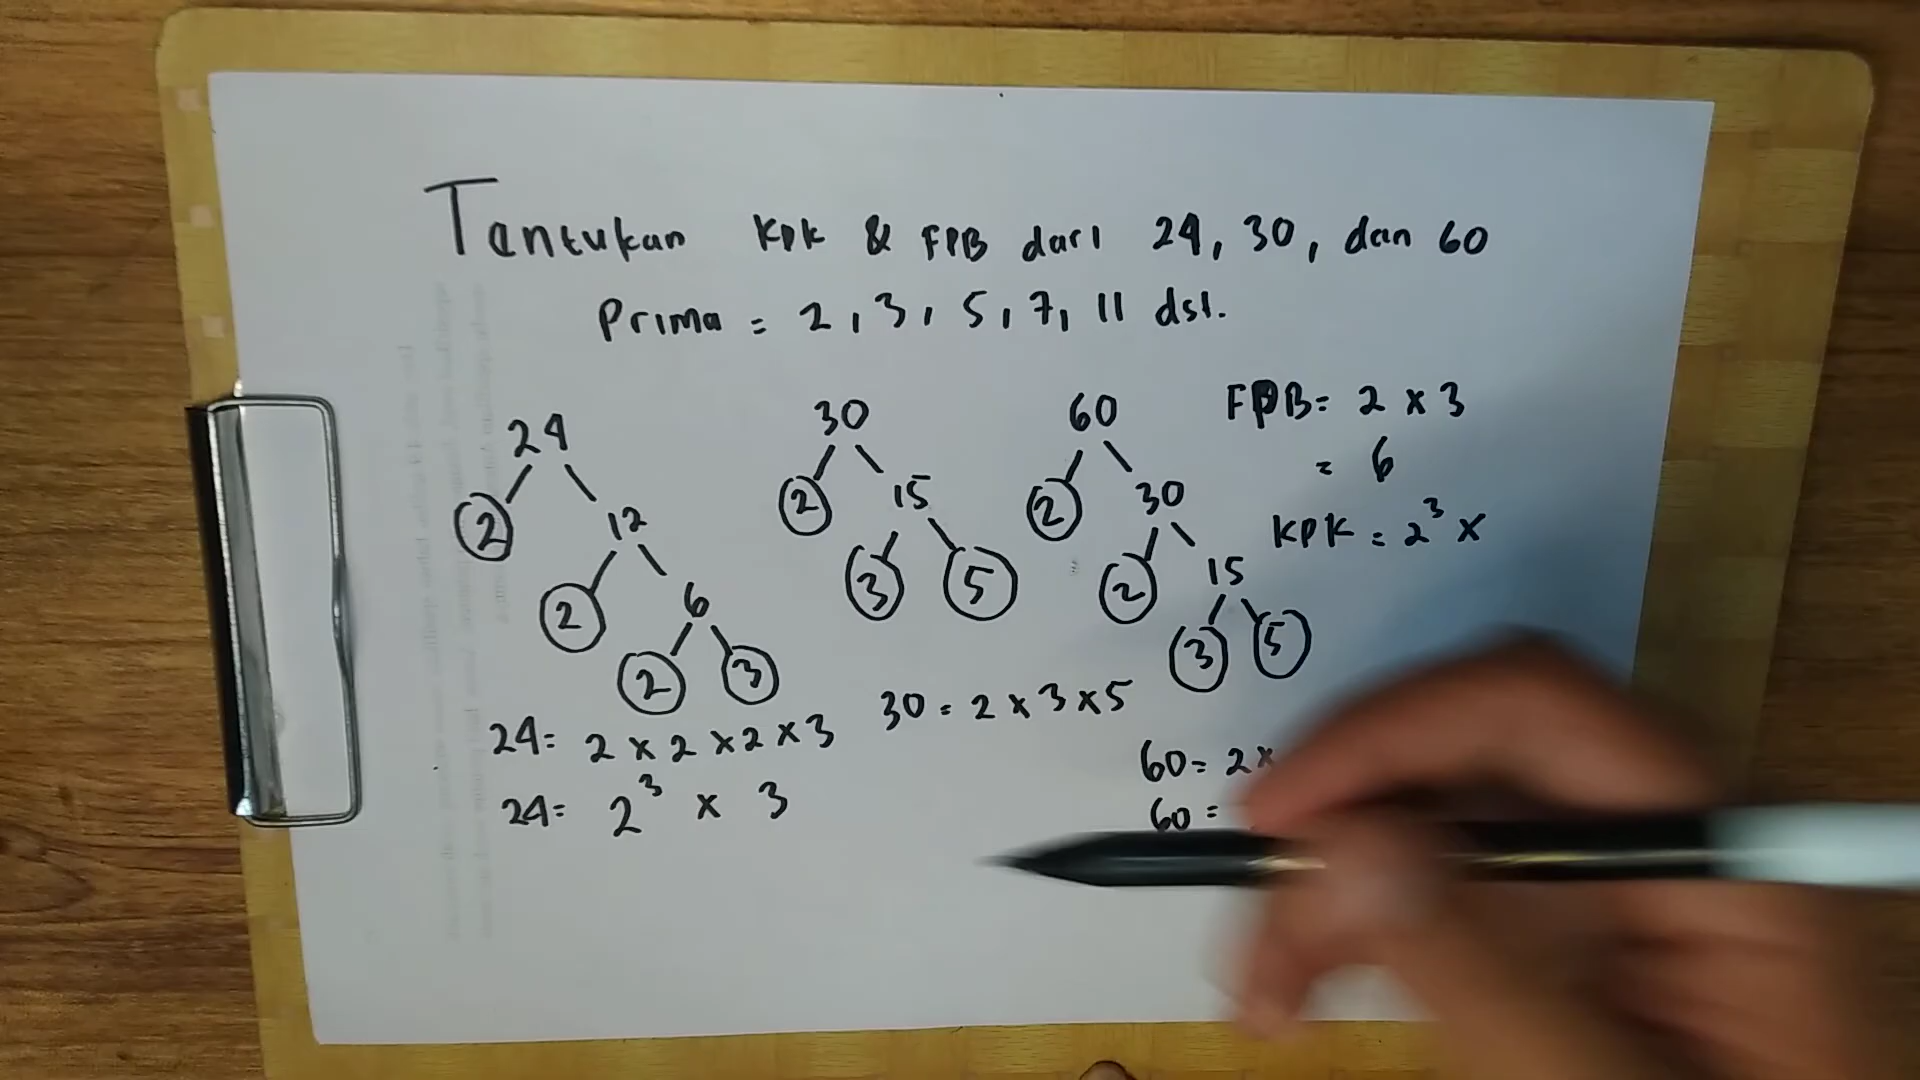 Tentukan KPK & FPB dari 24, 30, dan 60
Prima = 2, 3, 5, 7, 11 dst.
24
2
12
2
6
2 3
24 = 2 x 2 x 2 x 3
24 = 2³ x 3
30
2
15
3 5
30 = 2 x 3 x 5
60
2
30
2
15
3 5
60 = 2 x
60 =
FPB = 2 x 3
= 6
KPK = 2³ x